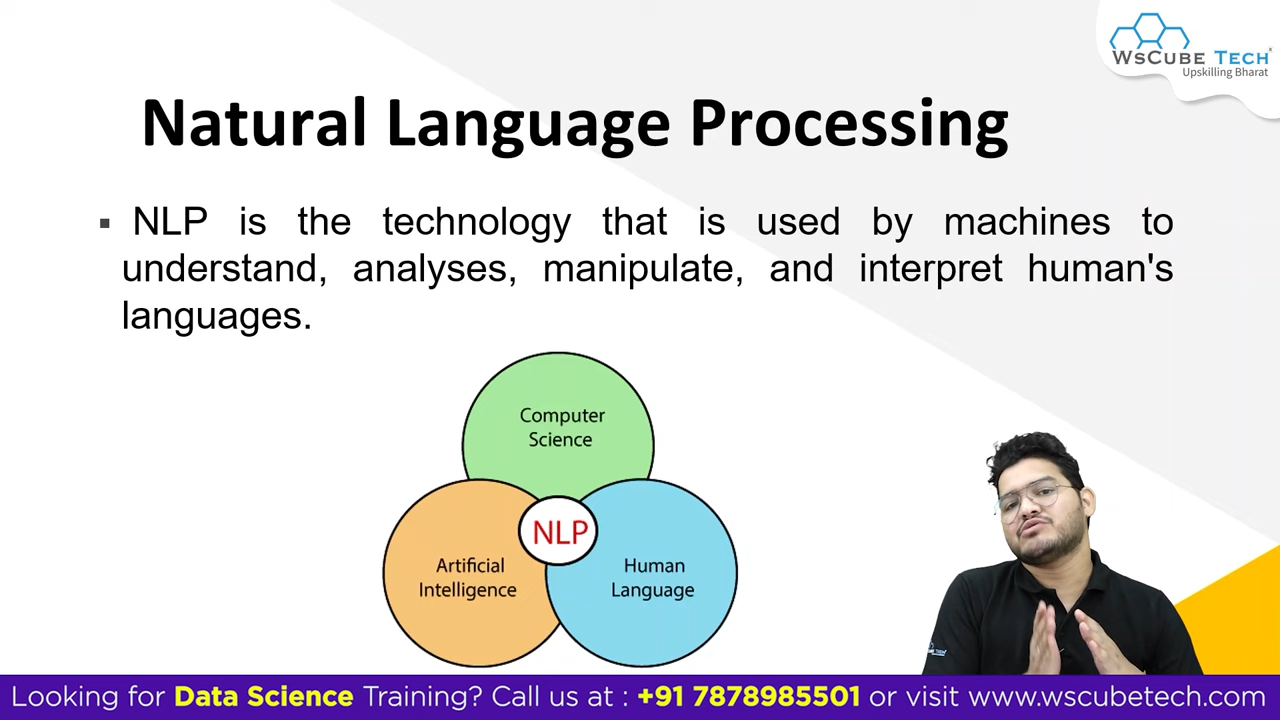 WsCube Tech
Upskilling Bharat
Natural Language Processing
▪ NLP is the technology that is used by machines to
understand, analyses, manipulate, and interpret human's
languages.
Computer
Science
NLP
Artificial
Intelligence
Human
Language
WsCube Tech
Looking for Data Science Training? Call us at : +91 7878985501 or visit www.wscubetech.com